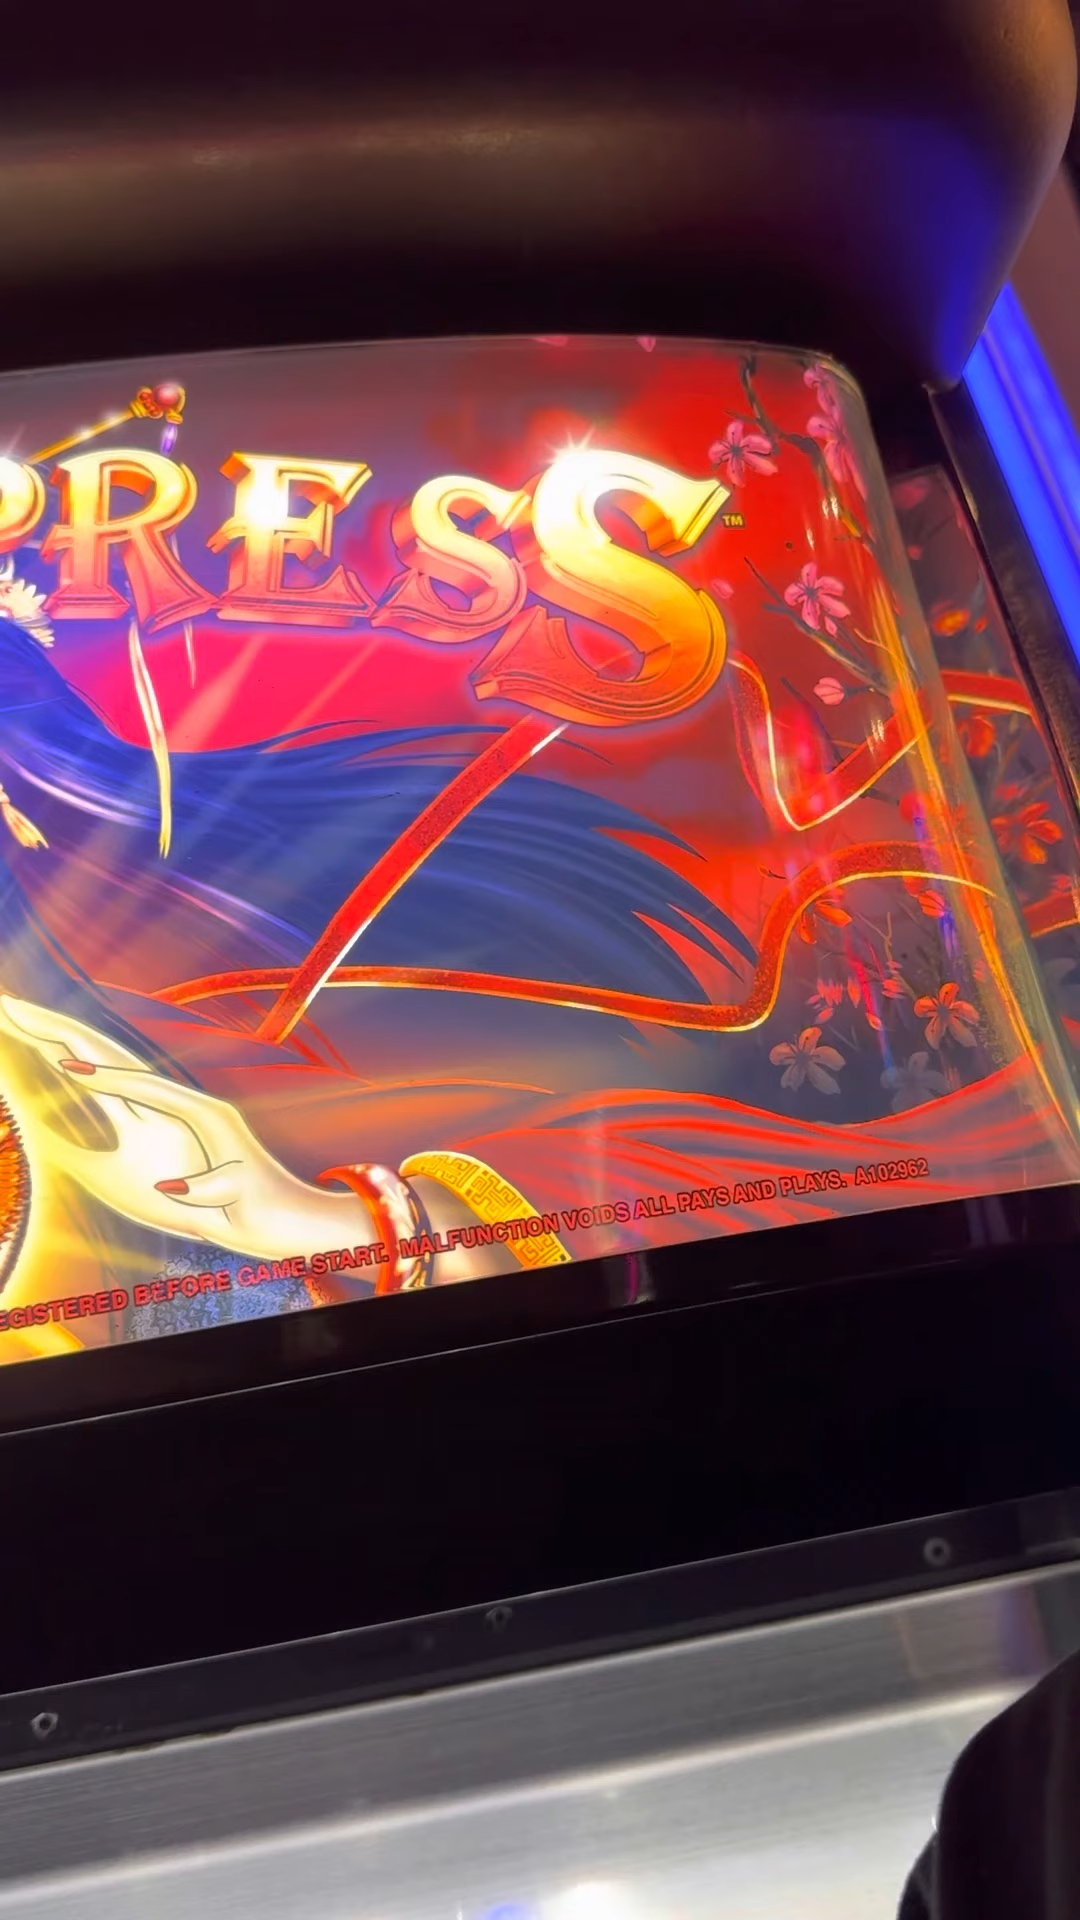 PRESS™
EGISTERED BEFORE GAME START. MALFUNCTION VOIDS ALL PAYS AND PLAYS. A102962